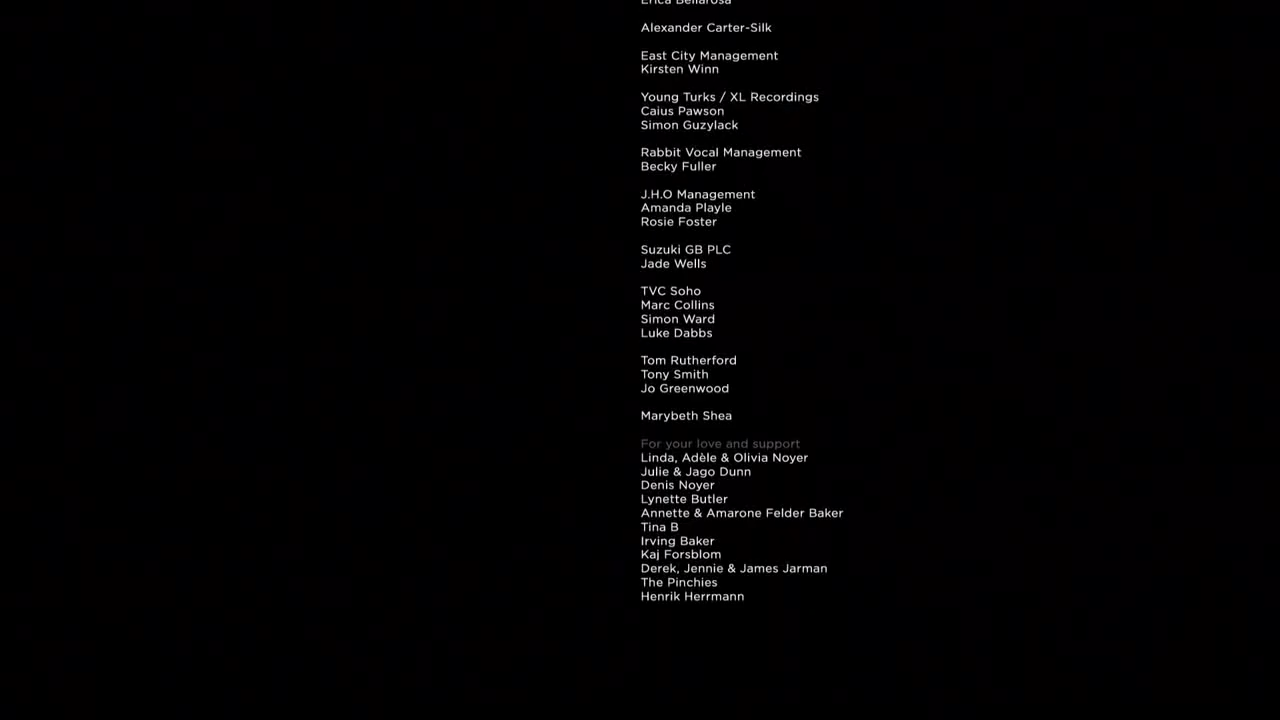 Erica Bellarosa
Alexander Carter-Silk
East City Management
Kirsten Winn
Young Turks / XL Recordings
Caius Pawson
Simon Guzylack
Rabbit Vocal Management
Becky Fuller
J.H.O Management
Amanda Playle
Rosie Foster
Suzuki GB PLC
Jade Wells
TVC Soho
Marc Collins
Simon Ward
Luke Dabbs
Tom Rutherford
Tony Smith
Jo Greenwood
Marybeth Shea
For your love and support
Linda, Adèle & Olivia Noyer
Julie & Jago Dunn
Denis Noyer
Lynette Butler
Annette & Amarone Felder Baker
Tina B
Irving Baker
Kaj Forsblom
Derek, Jennie & James Jarman
The Pinchies
Henrik Herrmann